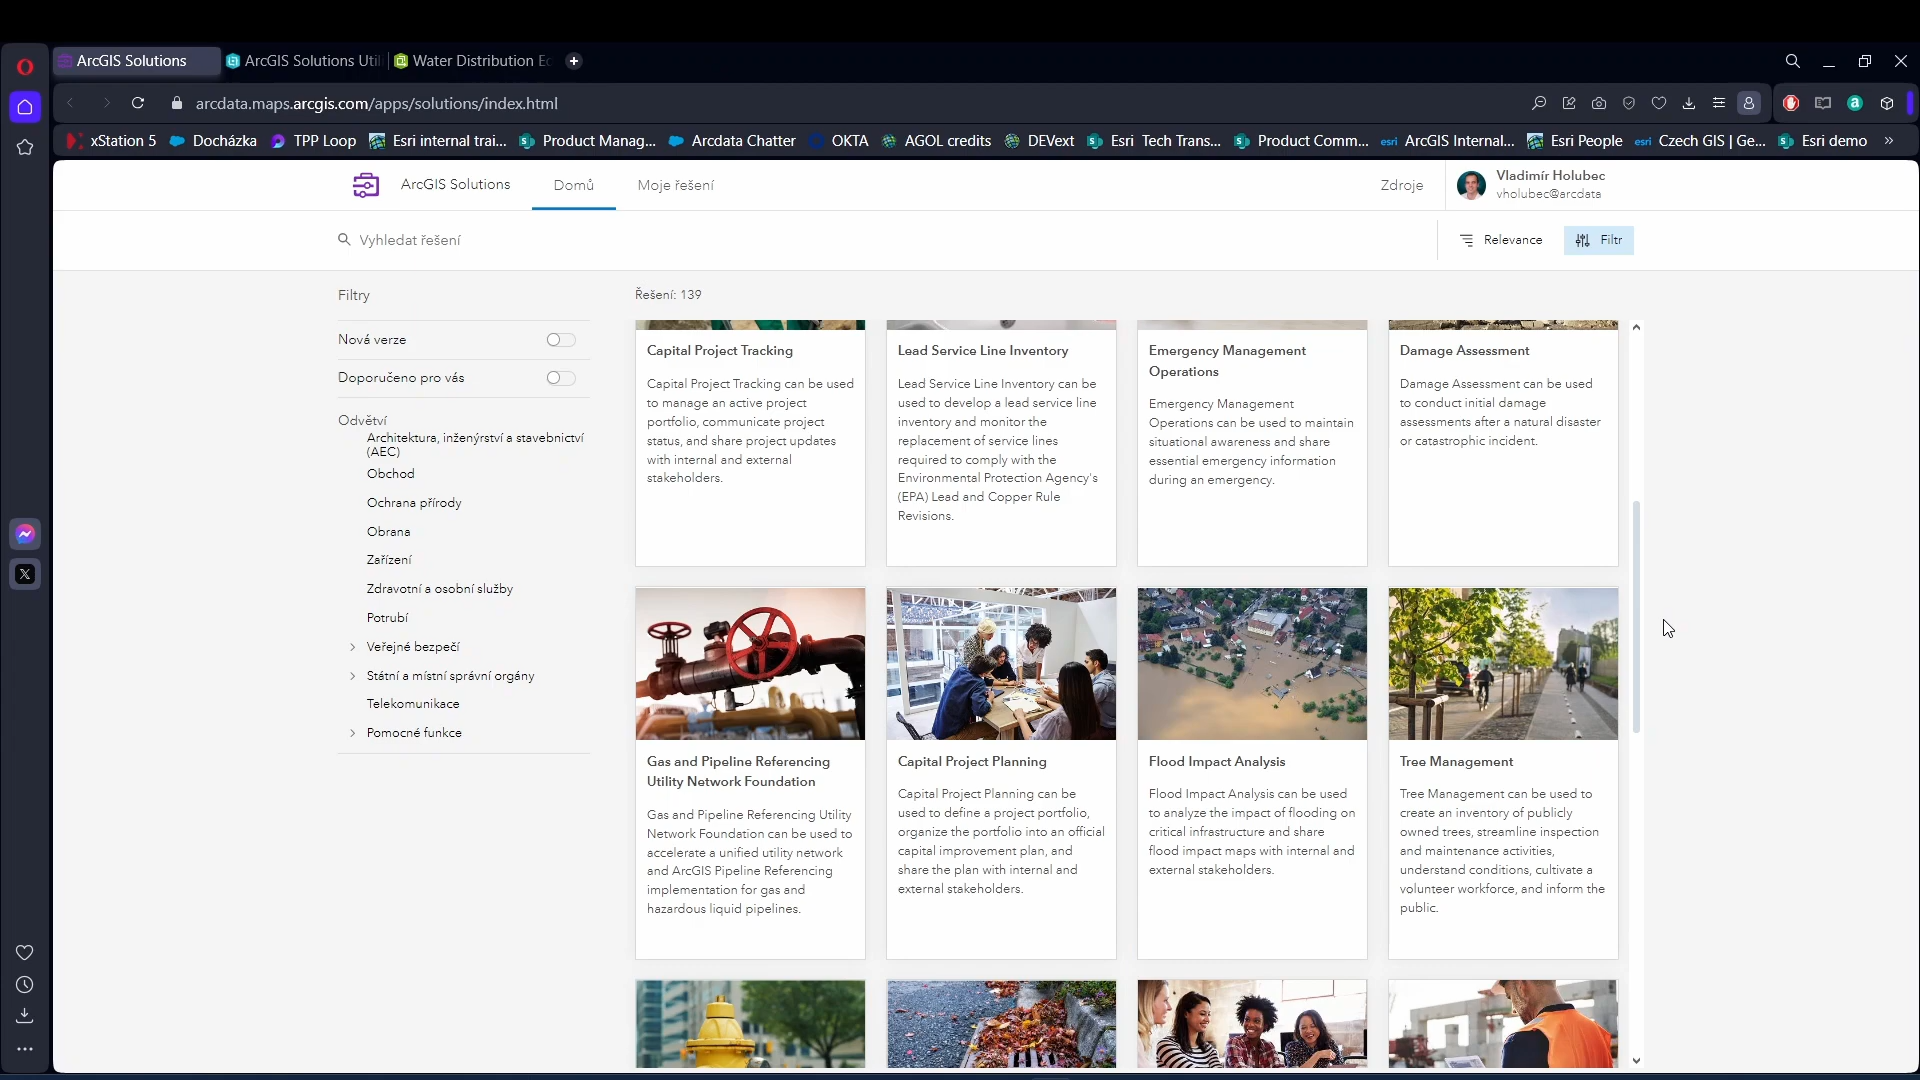 ArcGIS Solutions
ArcGIS Solutions Util
Water Distribution Ed
arcdata.maps.arcgis.com/apps/solutions/index.html
xStation 5
Docházka
TPP Loop
Esri internal trai...
Product Manag...
Arcdata Chatter
OKTA
AGOL credits
DEVext
Esri Tech Trans...
Product Comm...
esri ArcGIS Internal...
Esri People
esri Czech GIS | Ge...
Esri demo
»
ArcGIS Solutions
Domů
Moje řešení
Zdroje
Vladimír Holubec
vholubec@arcdata
Vyhledat řešení
Relevance
Filtr
Filtry
Nová verze
Doporučeno pro vás
Odvětví
Architektura, inženýrství a stavebnictví
(AEC)
Obchod
Ochrana přírody
Obrana
Zařízení
Zdravotní a osobní služby
Potrubí
Veřejné bezpečí
Státní a místní správní orgány
Telekomunikace
Pomocné funkce
Řešení: 139
Capital Project Tracking
Capital Project Tracking can be used
to manage an active project
portfolio, communicate project
status, and share project updates
with internal and external
stakeholders.
Lead Service Line Inventory
Lead Service Line Inventory can be
used to develop a lead service line
inventory and monitor the
replacement of service lines
required to comply with the
Environmental Protection Agency's
(EPA) Lead and Copper Rule
Revisions.
Emergency Management
Operations
Emergency Management
Operations can be used to maintain
situational awareness and share
essential emergency information
during an emergency.
Damage Assessment
Damage Assessment can be used
to conduct initial damage
assessments after a natural disaster
or catastrophic incident.
Gas and Pipeline Referencing
Utility Network Foundation
Gas and Pipeline Referencing Utility
Network Foundation can be used to
accelerate a unified utility network
and ArcGIS Pipeline Referencing
implementation for gas and
hazardous liquid pipelines.
Capital Project Planning
Capital Project Planning can be
used to define a project portfolio,
organize the portfolio into an official
capital improvement plan, and
share the plan with internal and
external stakeholders.
Flood Impact Analysis
Flood Impact Analysis can be used
to analyze the impact of flooding on
critical infrastructure and share
flood impact maps with internal and
external stakeholders.
Tree Management
Tree Management can be used to
create an inventory of publicly
owned trees, streamline inspection
and maintenance activities,
understand conditions, cultivate a
volunteer workforce, and inform the
public.